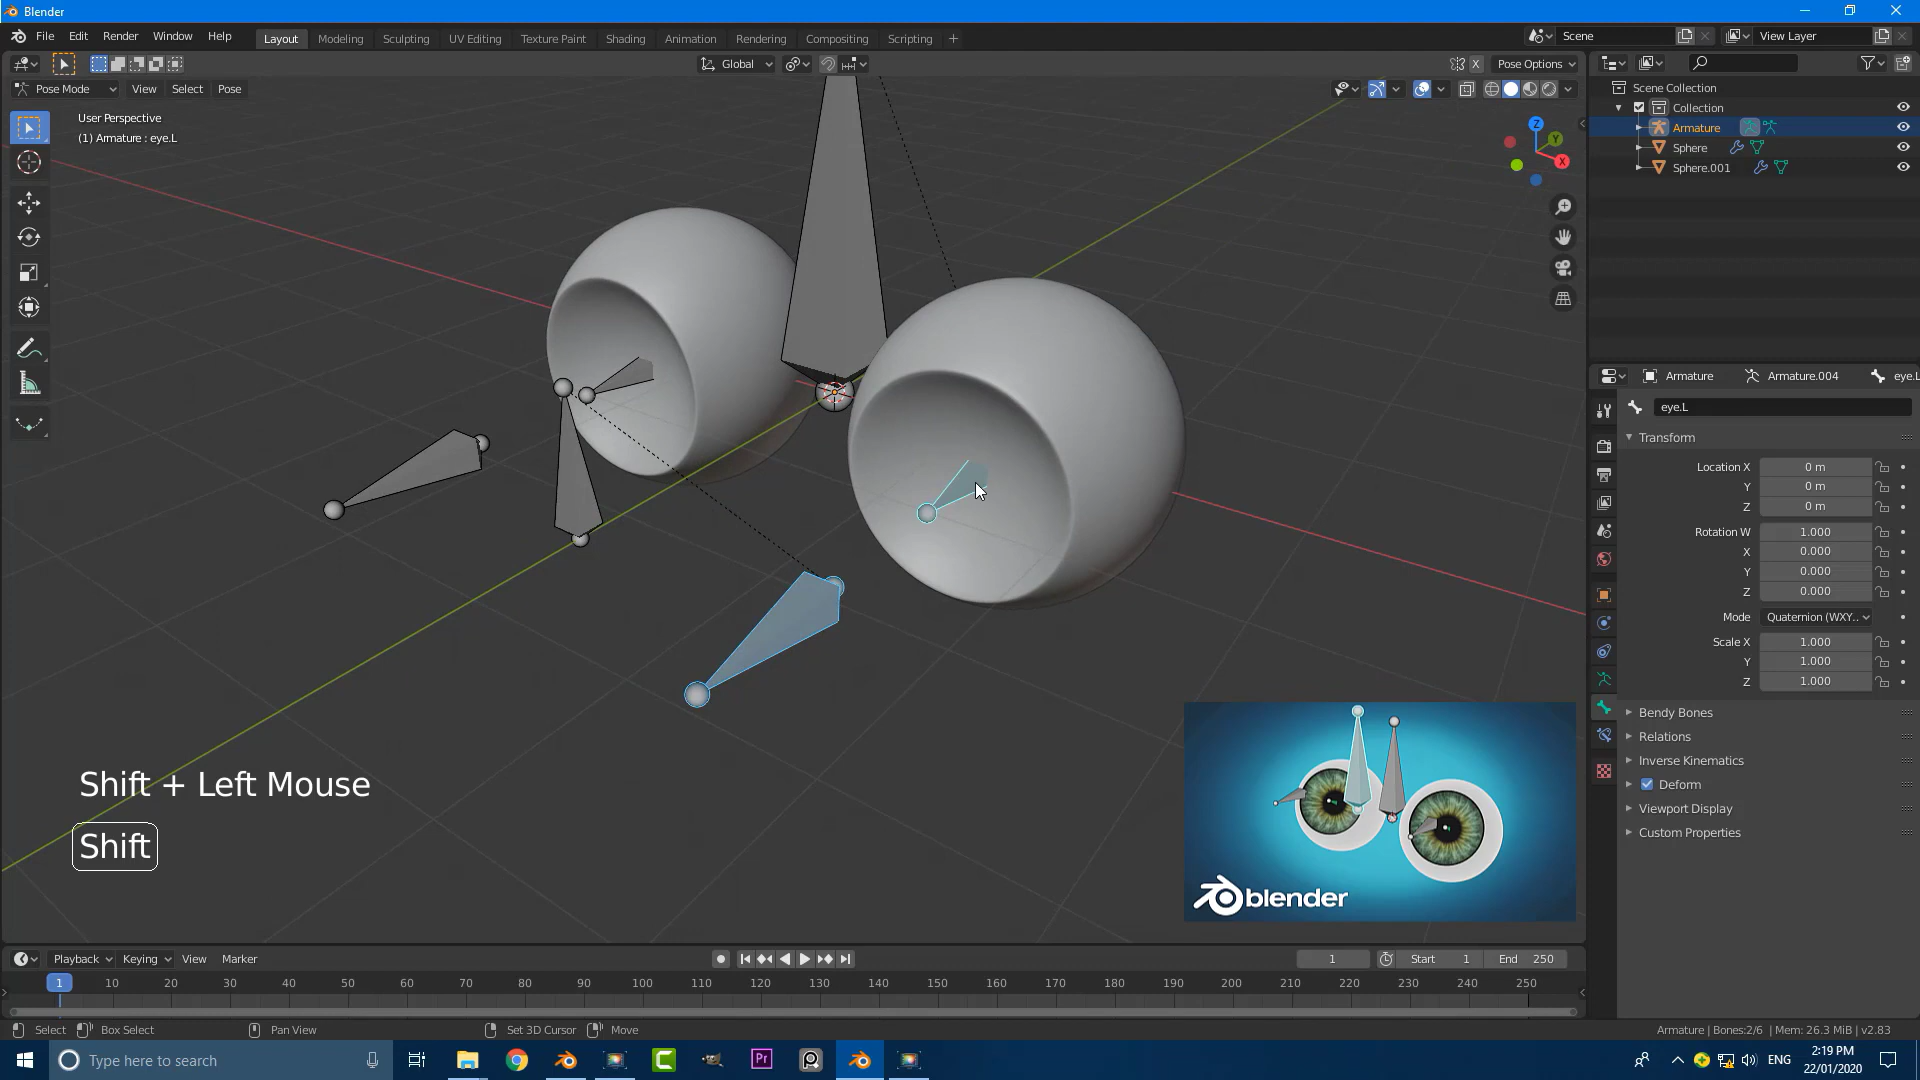 Blender
File Edit Render Window Help
Layout Modeling Sculpting UV Editing Texture Paint Shading Animation Rendering Compositing Scripting +
Scene
View Layer
Global
X
Pose Options
Pose Mode View Select Pose
User Perspective
(1) Armature : eye.L
Z
Y
X
Scene Collection
Collection
Armature
Sphere
Sphere.001
Armature
Armature.004
eye.L
eye.L
Transform
Location X 0 m
Y 0 m
Z 0 m
Rotation W 1.000
X 0.000
Y 0.000
Z 0.000
Mode Quaternion (WXY..
Scale X 1.000
Y 1.000
Z 1.000
Bendy Bones
Relations
Inverse Kinematics
Deform
Viewport Display
Custom Properties
Shift + Left Mouse
Shift
blender
Playback Keying View Marker
1
Start 1
End 250
1 10 20 30 40 50 60 70 80 90 100 110 120 130 140 150 160 170 180 190 200 210 220 230 240 250
Select Box Select Pan View Set 3D Cursor Move
Armature | Bones:2/6 | Mem: 26.3 MiB | v2.83
Type here to search
Pr
ENG
2:19 PM
22/01/2020